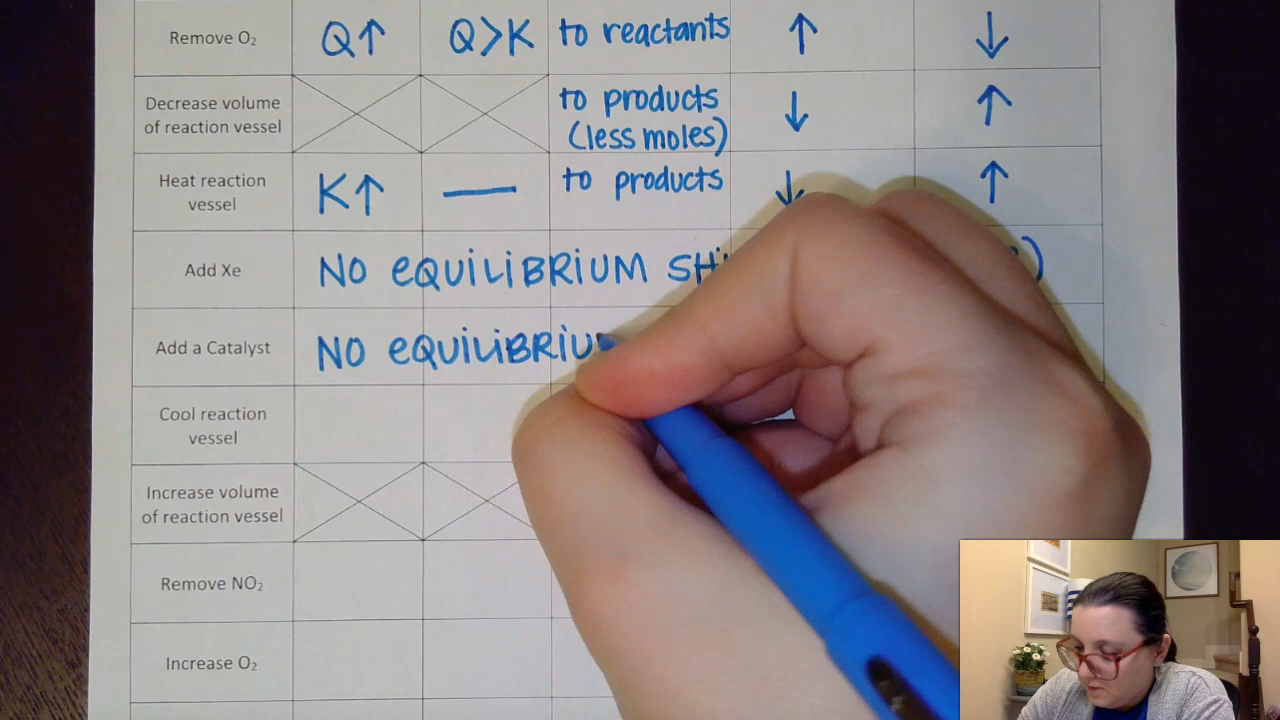 Remove O₂ Q↑ Q>K to reactants ↑ ↓
Decrease volume
of reaction vessel
to products
(less moles) ↓ ↑
Heat reaction
vessel
K↑ — to products ↓ ↑
Add Xe NO EQUILIBRIUM SH )
Add a Catalyst NO EQUILIBRIU
Cool reaction
vessel
Increase volume
of reaction vessel
Remove NO₂
Increase O₂